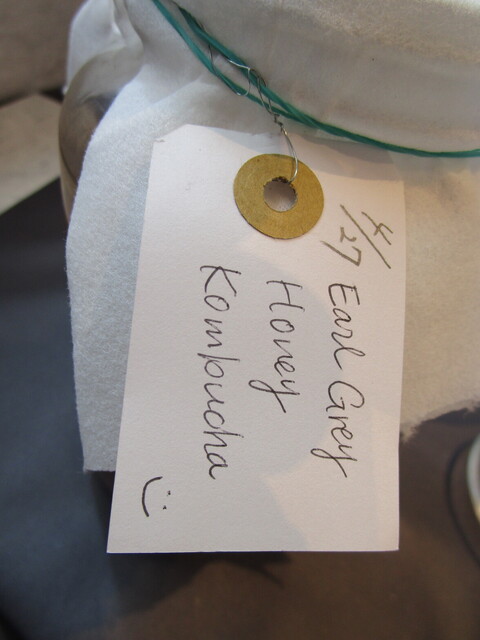 4/27
Earl Grey
Honey
Kombucha
:)